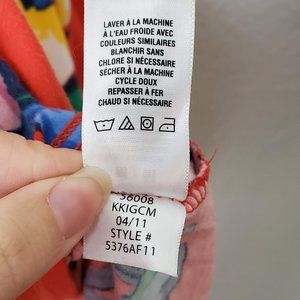 LAVER À LA MACHINE
À L'EAU FROIDE AVEC
COULEURS SIMILAIRES
BLANCHIR SANS
CHLORE SI NÉCESSAIRE
SÉCHER À LA MACHINE
CYCLE DOUX
REPASSER À FER
CHAUD SI NÉCESSAIRE
56008
KKIGCM
04/11
STYLE #
5376AF11